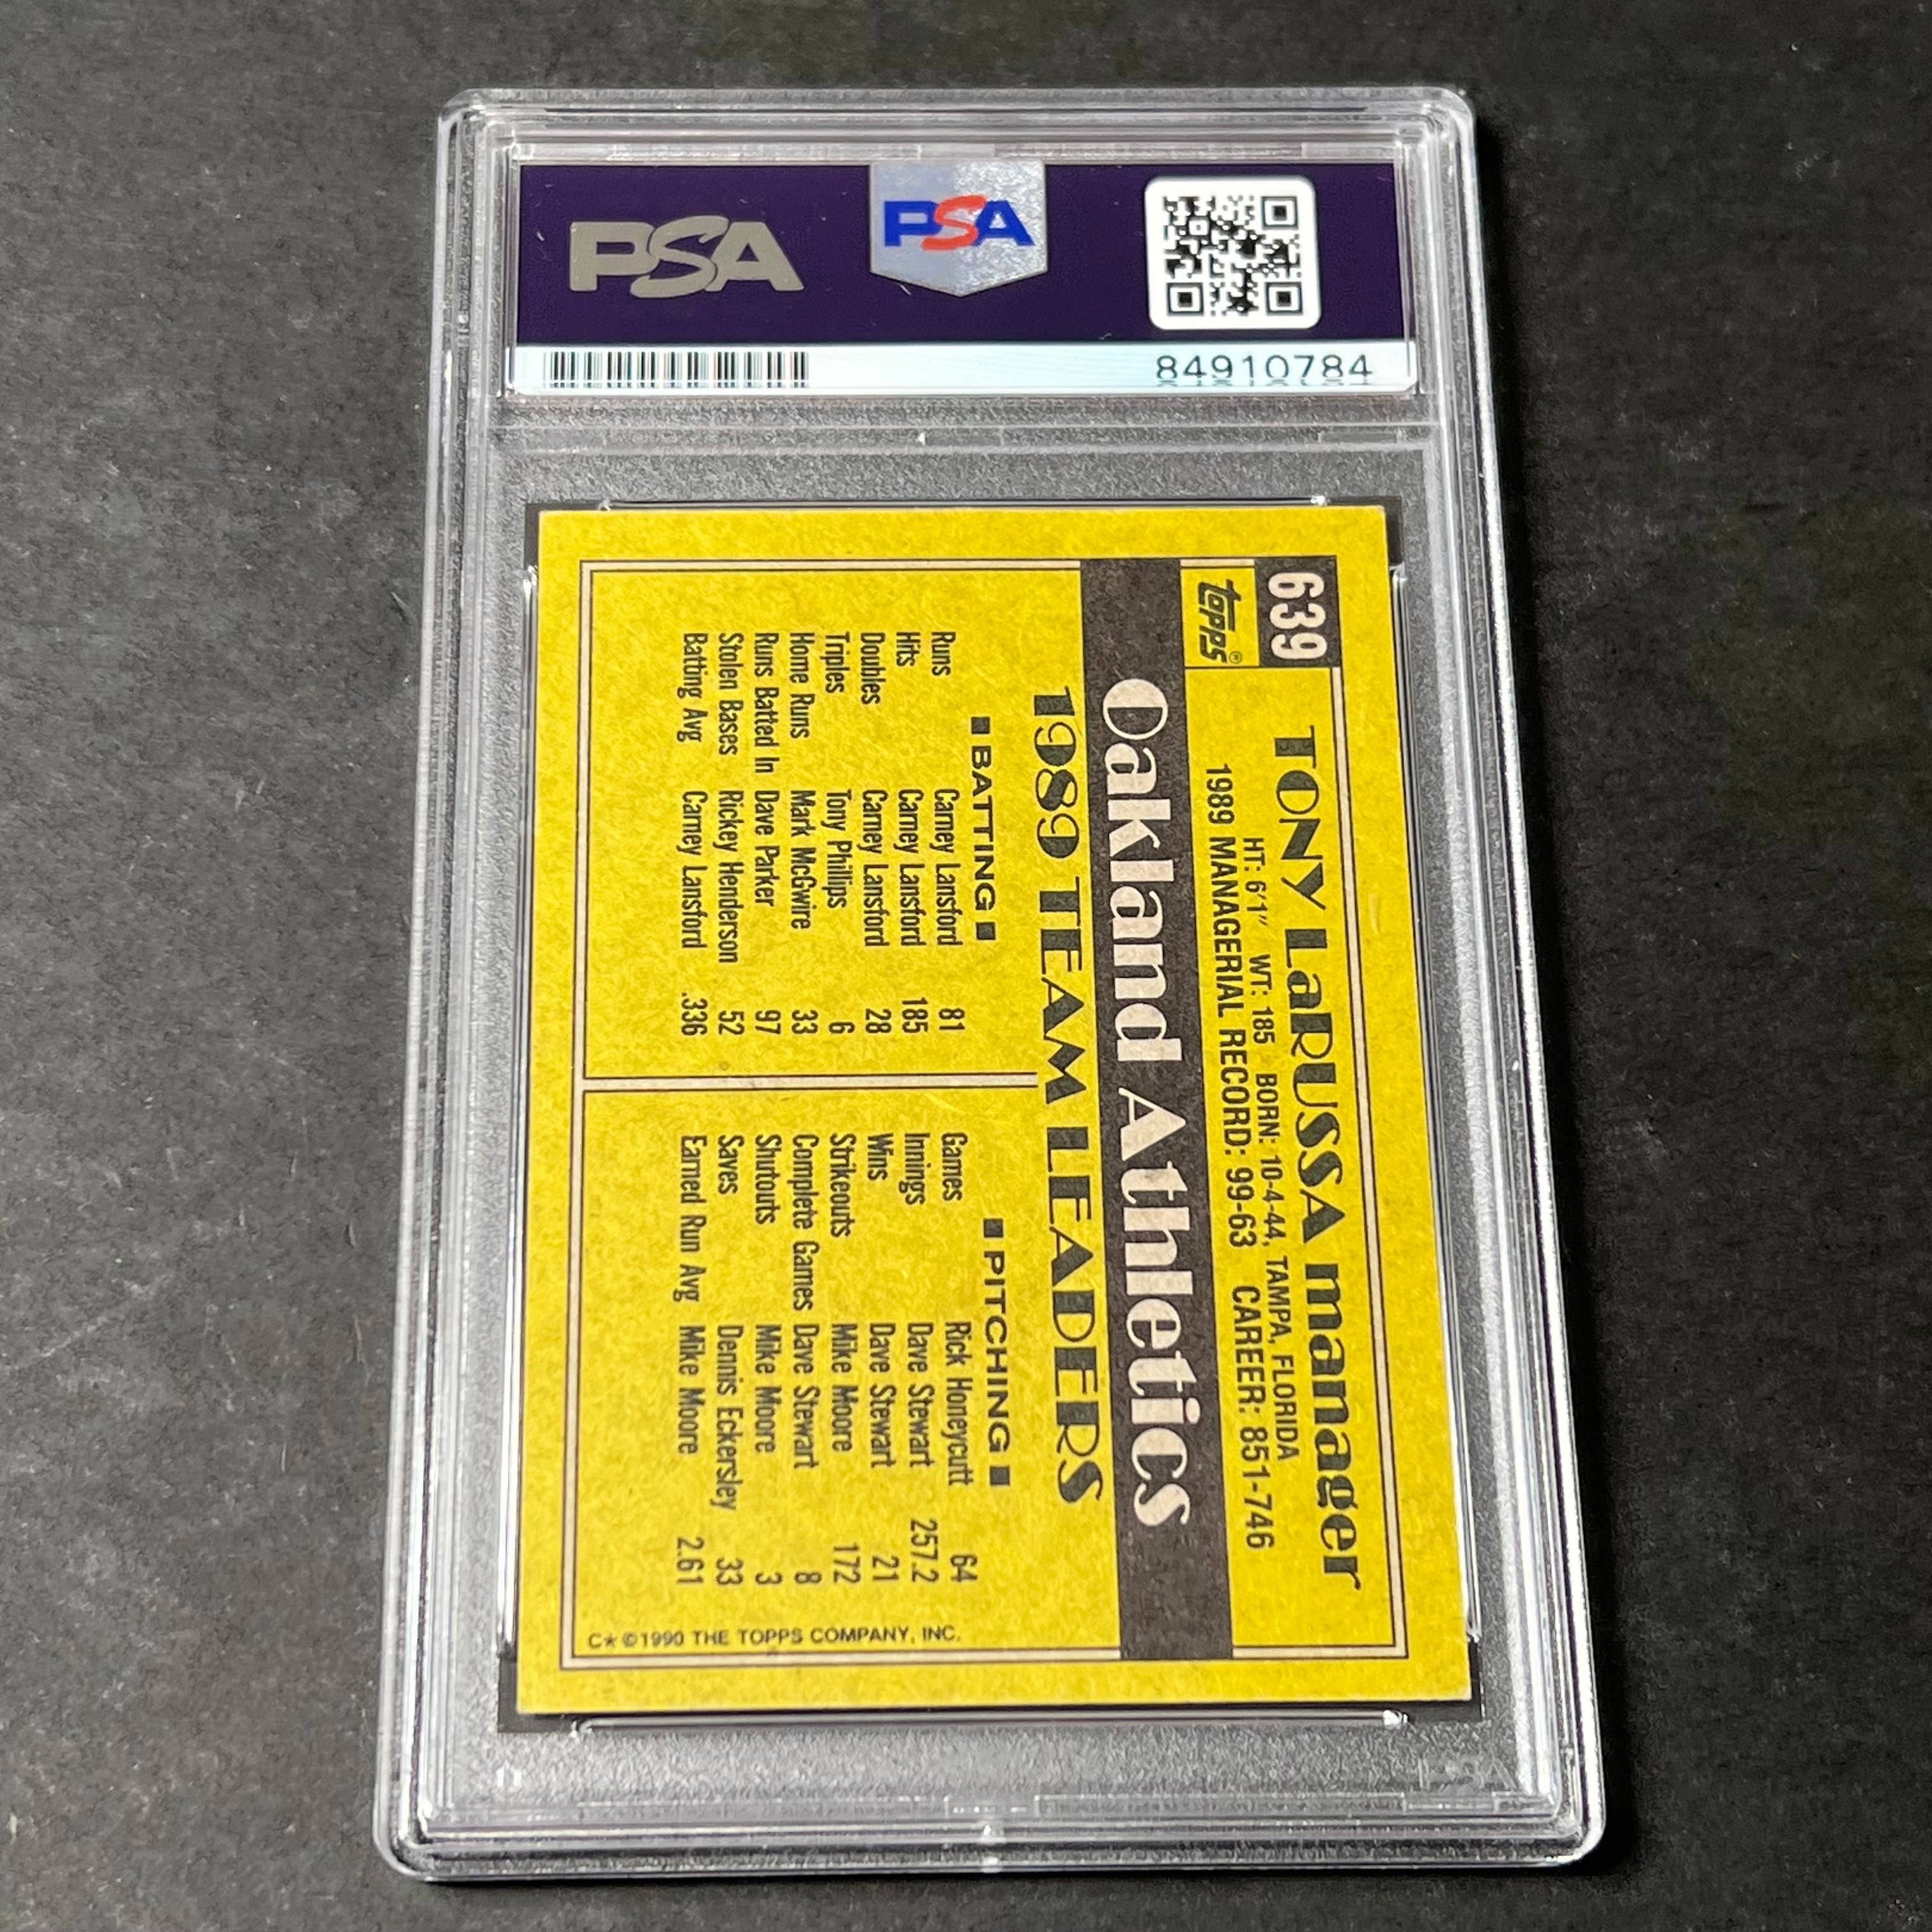 PSA
PSA
84910784
639
TONY LaRUSSA manager
HT: 6'1" WT: 185 BORN: 10-4-44, TAMPA, FLORIDA
topps®
1989 MANAGERIAL RECORD: 99-63 CAREER: 851-746
Oakland Athletics
1989 TEAM LEADERS
■ BATTING ■
Runs Carney Lansford 81
Hits Carney Lansford 185
Doubles Carney Lansford 28
Triples Tony Phillips 6
Home Runs Mark McGwire 33
Runs Batted In Dave Parker 97
Stolen Bases Rickey Henderson 52
Batting Avg Carney Lansford .336
■ PITCHING ■
Games Rick Honeycutt 64
Innings Dave Stewart 257.2
Wins Dave Stewart 21
Strikeouts Mike Moore 172
Complete Games Dave Stewart 8
Shutouts Mike Moore 3
Saves Dennis Eckersley 33
Earned Run Avg Mike Moore 2.61
C★ ©1990 THE TOPPS COMPANY, INC.